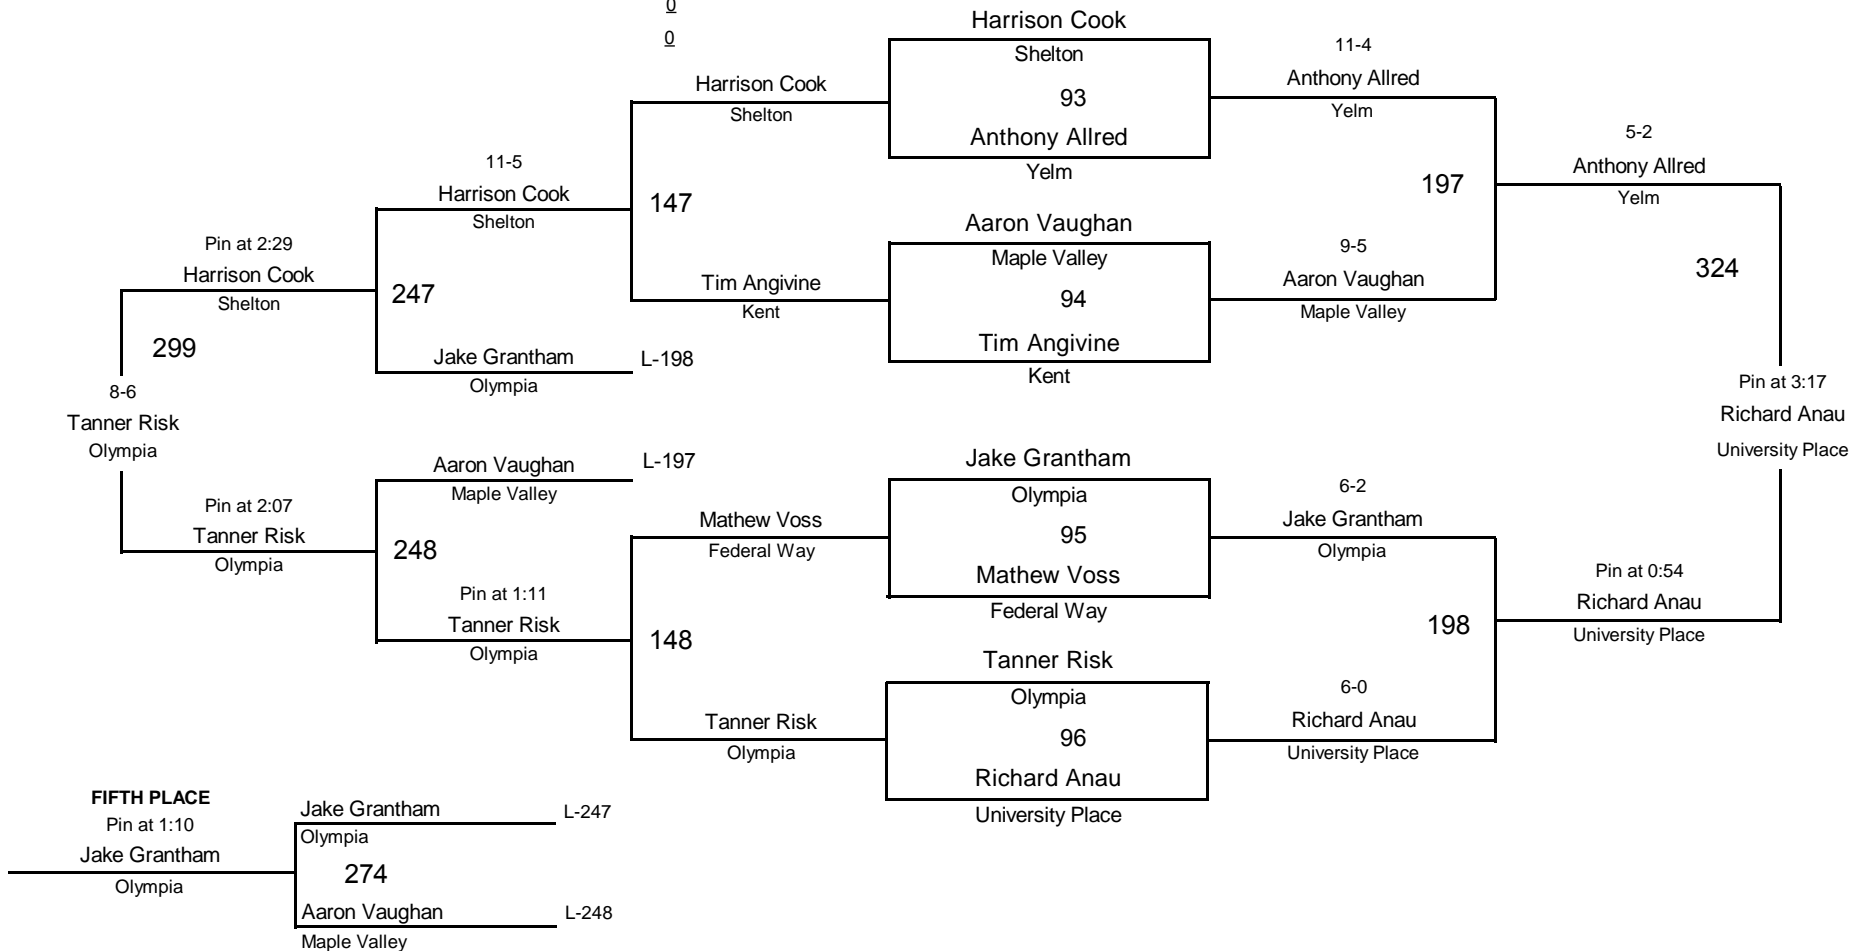 0
0
Harrison Cook
Shelton
93
Anthony Allred
Yelm
11-4
Anthony Allred
Yelm
Harrison Cook
Shelton
5-2
Anthony Allred
Yelm
11-5
Harrison Cook
Shelton
147
197
Aaron Vaughan
Maple Valley
94
Tim Angivine
Kent
9-5
Aaron Vaughan
Maple Valley
Tim Angivine
Kent
324
Pin at 2:29
Harrison Cook
Shelton
247
299
Jake Grantham
Olympia
L-198
8-6
Tanner Risk
Olympia
Pin at 3:17
Richard Anau
University Place
Aaron Vaughan
Maple Valley
L-197
Jake Grantham
Olympia
95
Mathew Voss
Federal Way
6-2
Jake Grantham
Olympia
Pin at 2:07
Tanner Risk
Olympia
248
Mathew Voss
Federal Way
Pin at 1:11
Tanner Risk
Olympia
148
198
Pin at 0:54
Richard Anau
University Place
Tanner Risk
Olympia
96
Richard Anau
University Place
6-0
Richard Anau
University Place
Tanner Risk
Olympia
FIFTH PLACE
Pin at 1:10
Jake Grantham
Olympia
Jake Grantham
Olympia
L-247
274
Aaron Vaughan
Maple Valley
L-248